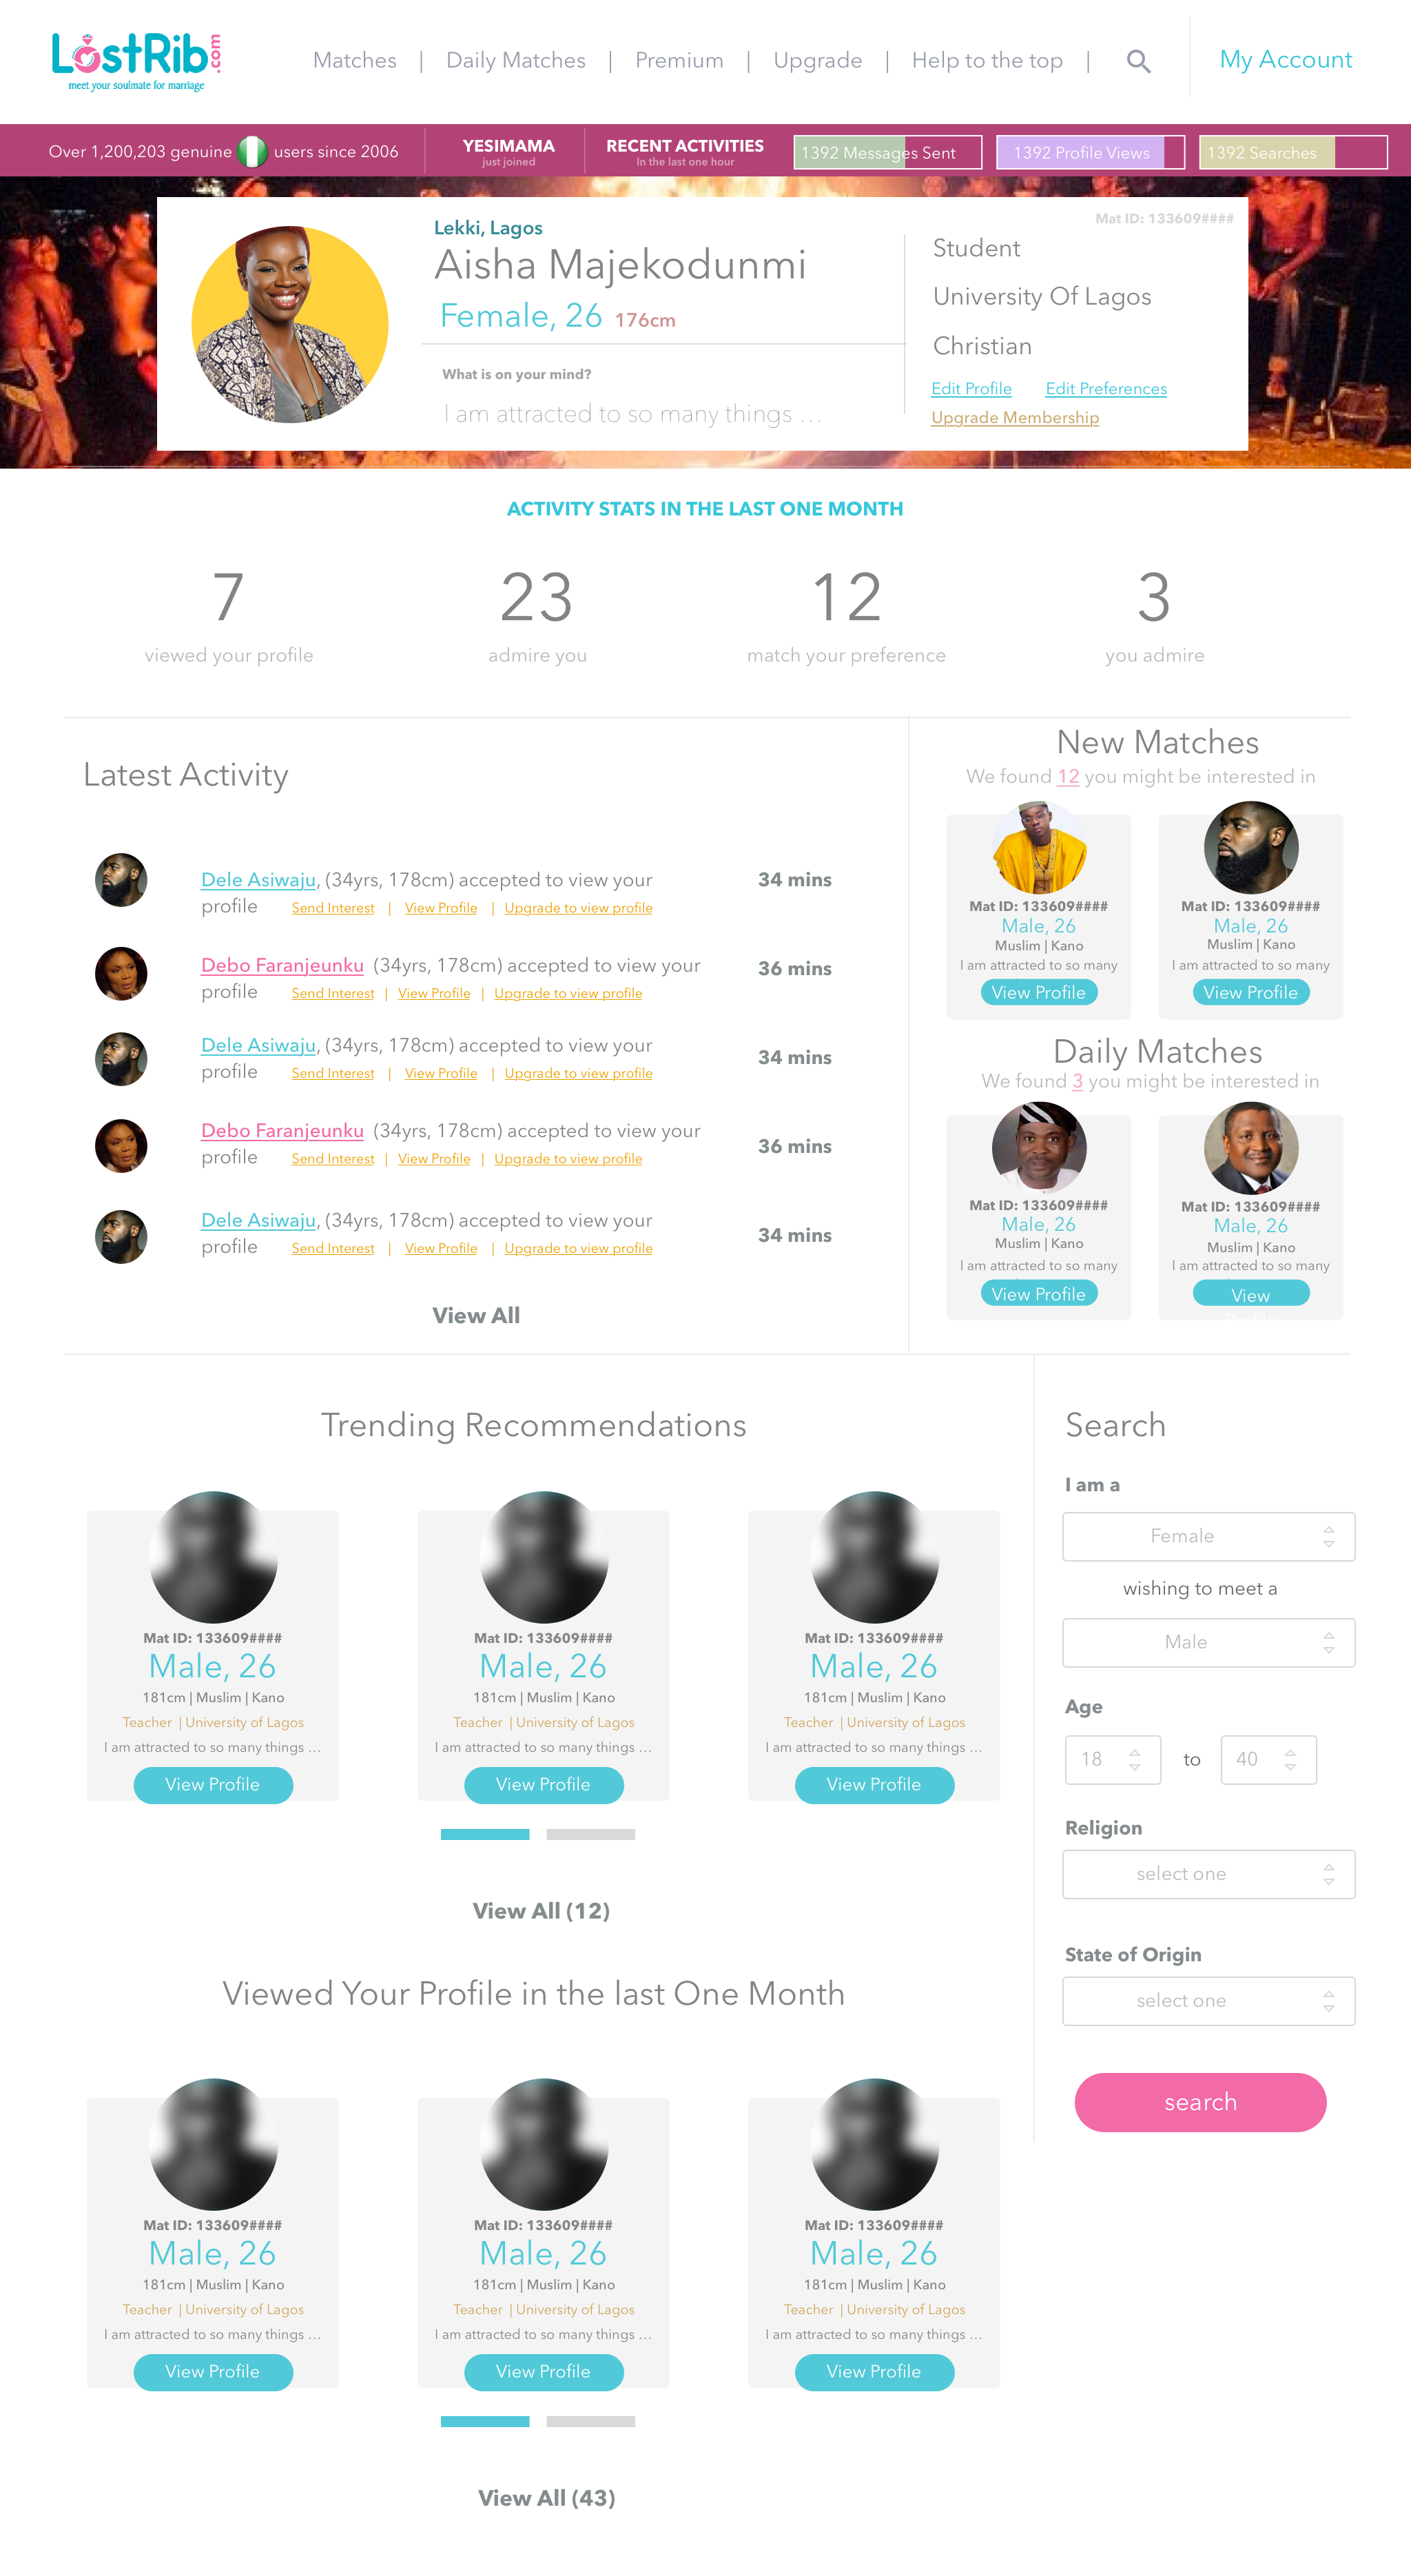 LostRib.com
meet your soulmate for marriage
Matches | Daily Matches | Premium | Upgrade | Help to the top |
My Account
Over 1,200,203 genuine users since 2006
YESIMAMA
just joined
RECENT ACTIVITIES
In the last one hour
1392 Messages Sent
1392 Profile Views
1392 Searches
Mat ID: 133609####
Lekki, Lagos
Aisha Majekodunmi
Female, 26 176cm
What is on your mind?
I am attracted to so many things ...
Student
University Of Lagos
Christian
Edit Profile Edit Preferences
Upgrade Membership
ACTIVITY STATS IN THE LAST ONE MONTH
7 23 12 3
viewed your profile admire you match your preference you admire
Latest Activity
Dele Asiwaju, (34yrs, 178cm) accepted to view your 34 mins
profile Send Interest | View Profile | Upgrade to view profile
Debo Faranjeunku (34yrs, 178cm) accepted to view your 36 mins
profile Send Interest | View Profile | Upgrade to view profile
Dele Asiwaju, (34yrs, 178cm) accepted to view your 34 mins
profile Send Interest | View Profile | Upgrade to view profile
Debo Faranjeunku (34yrs, 178cm) accepted to view your 36 mins
profile Send Interest | View Profile | Upgrade to view profile
Dele Asiwaju, (34yrs, 178cm) accepted to view your 34 mins
profile Send Interest | View Profile | Upgrade to view profile
View All
New Matches
We found 12 you might be interested in
Mat ID: 133609#### Mat ID: 133609####
Male, 26 Male, 26
Muslim | Kano Muslim | Kano
I am attracted to so many I am attracted to so many
View Profile View Profile
Daily Matches
We found 3 you might be interested in
Mat ID: 133609#### Mat ID: 133609####
Male, 26 Male, 26
Muslim | Kano Muslim | Kano
I am attracted to so many I am attracted to so many
View Profile View
Trending Recommendations
Mat ID: 133609#### Mat ID: 133609#### Mat ID: 133609####
Male, 26 Male, 26 Male, 26
181cm | Muslim | Kano 181cm | Muslim | Kano 181cm | Muslim | Kano
Teacher | University of Lagos Teacher | University of Lagos Teacher | University of Lagos
I am attracted to so many things ... I am attracted to so many things ... I am attracted to so many things ...
View Profile View Profile View Profile
View All (12)
Viewed Your Profile in the last One Month
Mat ID: 133609#### Mat ID: 133609#### Mat ID: 133609####
Male, 26 Male, 26 Male, 26
181cm | Muslim | Kano 181cm | Muslim | Kano 181cm | Muslim | Kano
Teacher | University of Lagos Teacher | University of Lagos Teacher | University of Lagos
I am attracted to so many things ... I am attracted to so many things ... I am attracted to so many things ...
View Profile View Profile View Profile
View All (43)
Search
I am a
Female
wishing to meet a
Male
Age
18 to 40
Religion
select one
State of Origin
select one
search